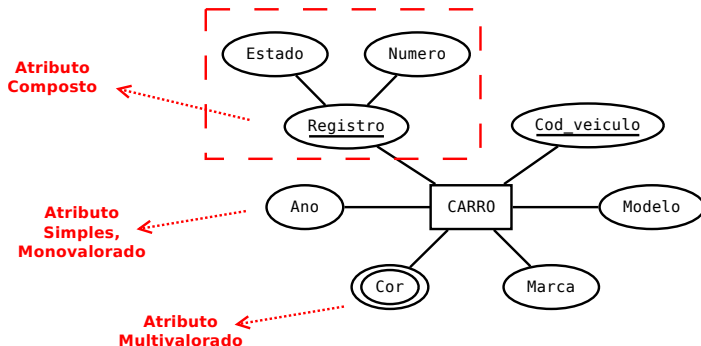 Estado
Numero
Atributo
Composto
Registro
Cod_veiculo
Ano
CARRO
Modelo
Atributo
Simples,
Monovalorado
Cor
Marca
Atributo
Multivalorado